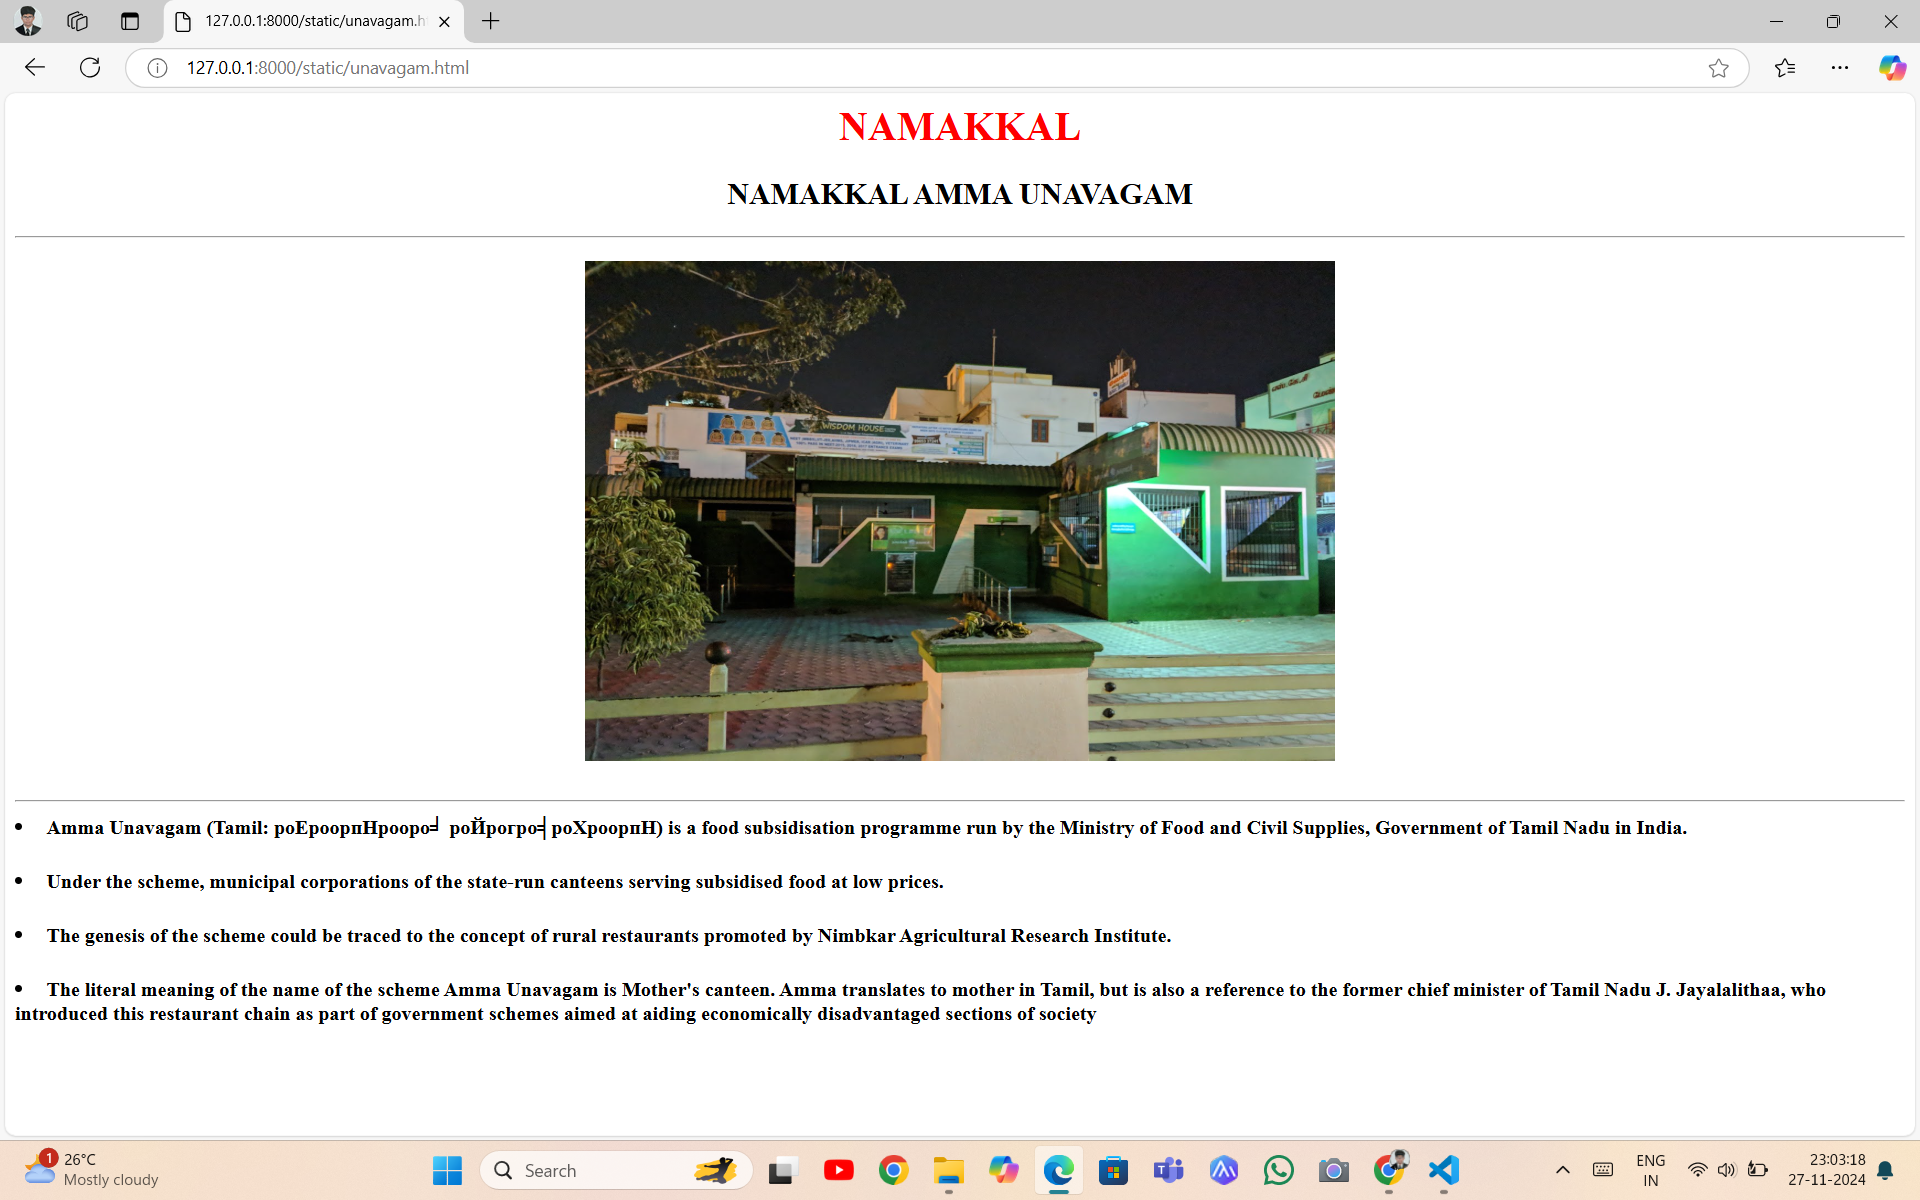 127.0.0.1:8000/static/unavagam.h
127.0.0.1:8000/static/unavagam.html
NAMAKKAL
NAMAKKAL AMMA UNAVAGAM
WISDOM HOUSE
• Amma Unavagam (Tamil: роЕроорпНрооро╛ роЙрогро╡роХроорпН) is a food subsidisation programme run by the Ministry of Food and Civil Supplies, Government of Tamil Nadu in India.
• Under the scheme, municipal corporations of the state-run canteens serving subsidised food at low prices.
• The genesis of the scheme could be traced to the concept of rural restaurants promoted by Nimbkar Agricultural Research Institute.
• The literal meaning of the name of the scheme Amma Unavagam is Mother's canteen. Amma translates to mother in Tamil, but is also a reference to the former chief minister of Tamil Nadu J. Jayalalithaa, who
introduced this restaurant chain as part of government schemes aimed at aiding economically disadvantaged sections of society
1
26°C
Mostly cloudy
Search
ENG
IN
23:03:18
27-11-2024